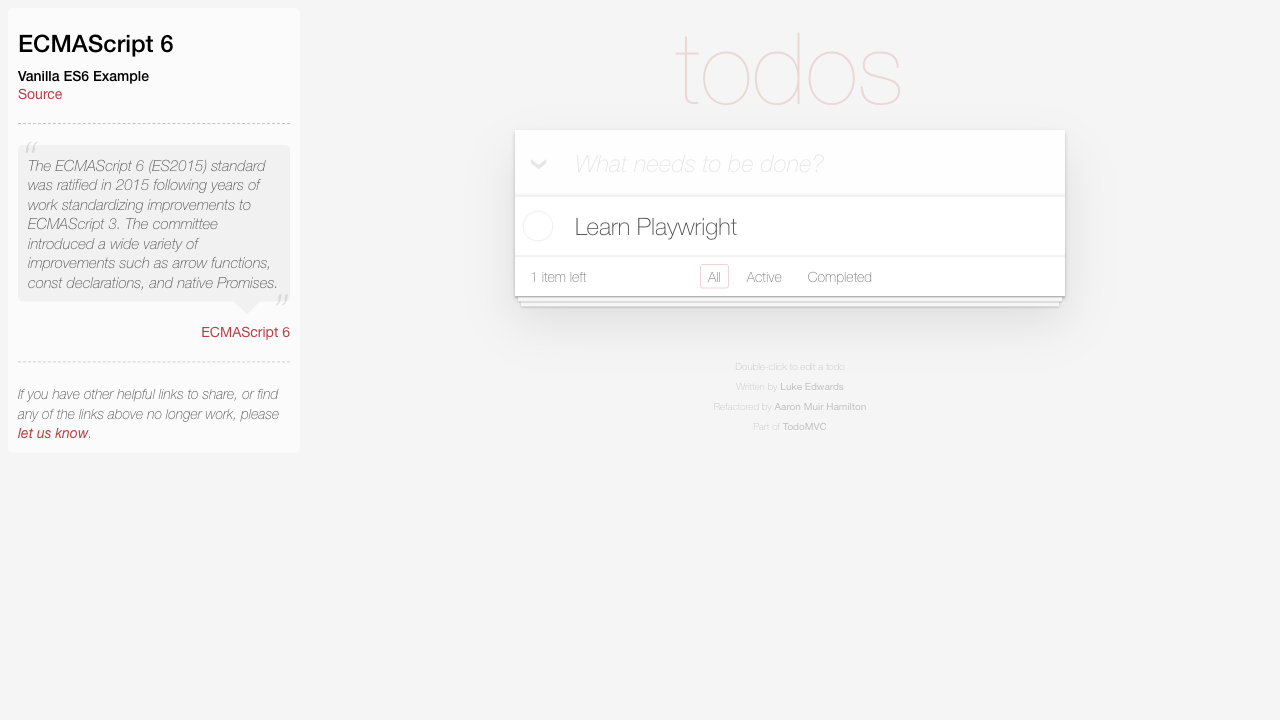 ECMAScript 6
Vanilla ES6 Example
Source
“
The ECMAScript 6 (ES2015) standard
was ratified in 2015 following years of
work standardizing improvements to
ECMAScript 3. The committee
introduced a wide variety of
improvements such as arrow functions,
const declarations, and native Promises.
”
ECMAScript 6
If you have other helpful links to share, or find
any of the links above no longer work, please
let us know.
todos
What needs to be done?
Learn Playwright
1 item left All Active Completed
Double-click to edit a todo
Written by Luke Edwards
Refactored by Aaron Muir Hamilton
Part of TodoMVC